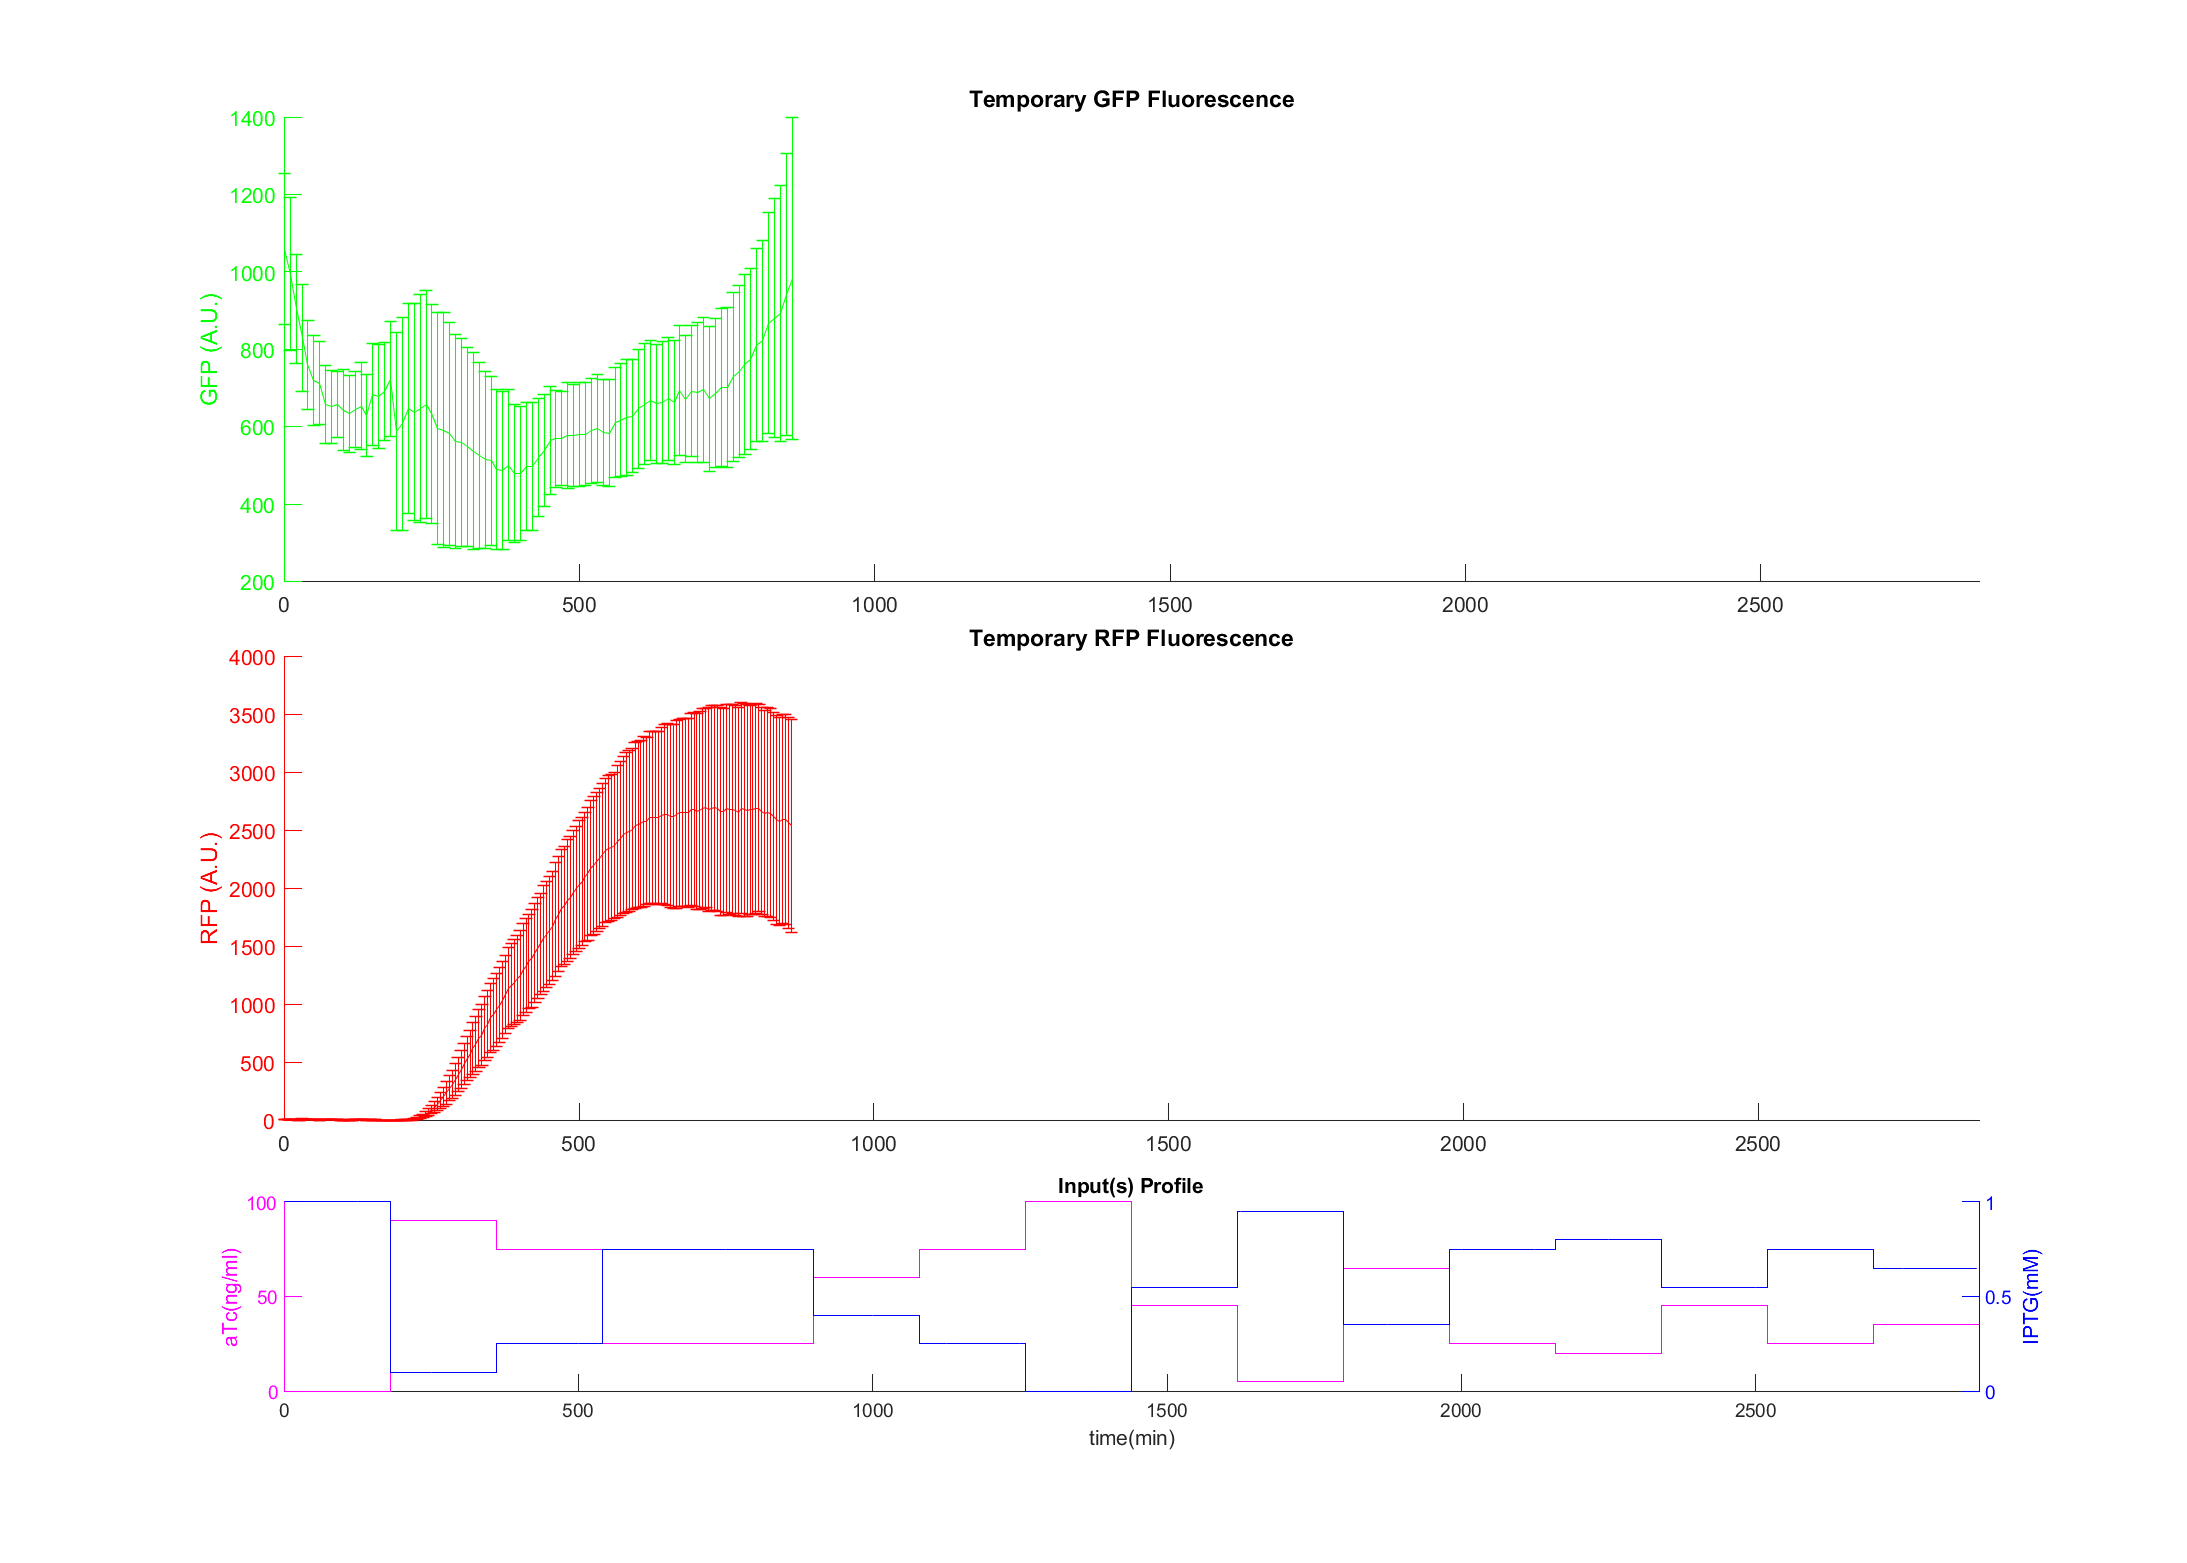 Temporary GFP Fluorescence
1400
1200
1000
800
600
400
200
GFP (A.U.)
0 500 1000 1500 2000 2500
Temporary RFP Fluorescence
4000
3500
3000
2500
2000
1500
1000
500
0
RFP (A.U.)
0 500 1000 1500 2000 2500
Input(s) Profile
100
50
0
aTc(ng/ml)
1
0.5
0
IPTG(mM)
0 500 1000 1500 2000 2500
time(min)